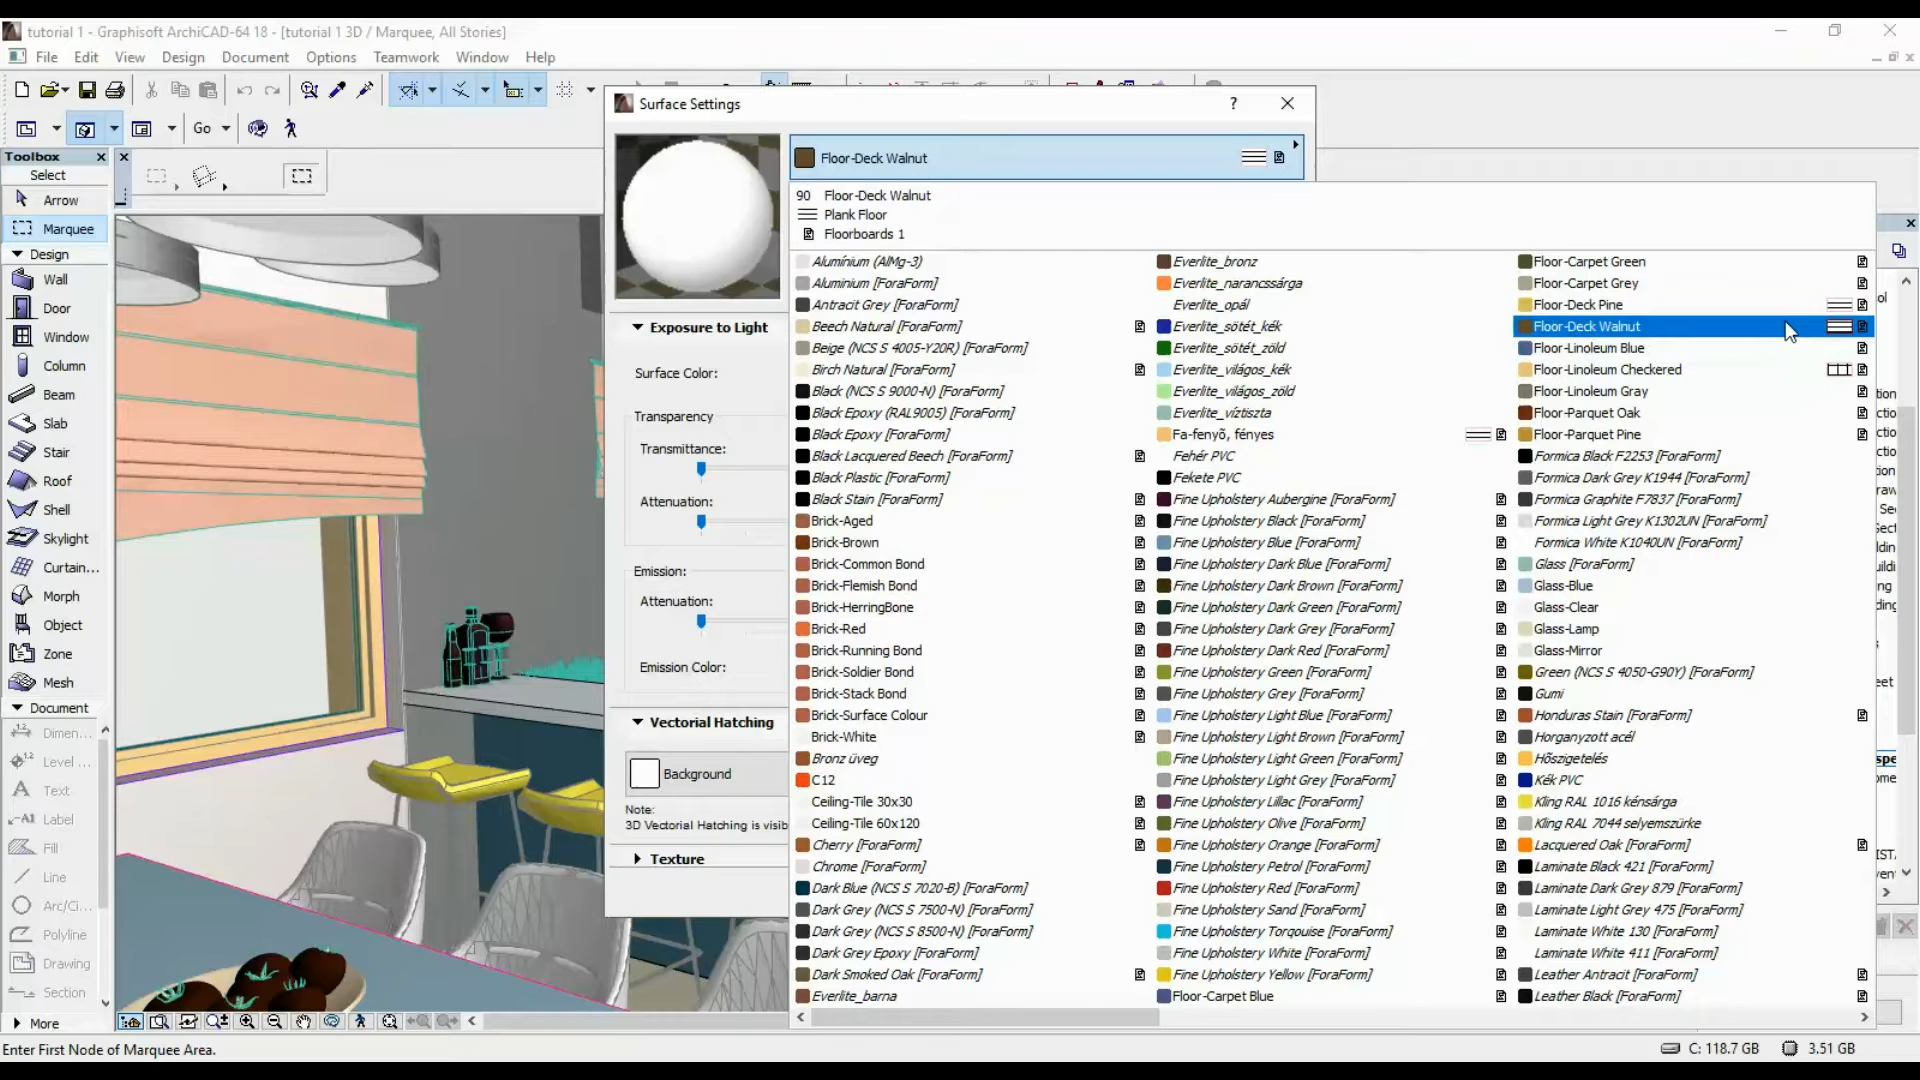 tutorial 1 - Graphisoft ArchiCAD-64 18 - [tutorial 1 3D / Marquee, All Stories]
File Edit View Design Document Options Teamwork Window Help
Go
Toolbox
Select
Arrow
Marquee
Design
Wall
Door
Window
Column
Beam
Slab
Stair
Roof
Shell
Skylight
Curtain...
Morph
Object
Zone
Mesh
Document
Dimen...
Level ...
Text
Label
Fill
Line
Arc/Ci...
Polyline
Drawing
Section
More
Surface Settings
Floor-Deck Walnut
90 Floor-Deck Walnut
Plank Floor
Floorboards 1
Exposure to Light
Surface Color:
Transparency
Transmittance:
Attenuation:
Emission:
Attenuation:
Emission Color:
Vectorial Hatching
Background
Note:
3D Vectorial Hatching is visib
Texture
Alumínium (AlMg-3)
Aluminium [ForaForm]
Antracit Grey [ForaForm]
Beech Natural [ForaForm]
Beige (NCS S 4005-Y20R) [ForaForm]
Birch Natural [ForaForm]
Black (NCS S 9000-N) [ForaForm]
Black Epoxy (RAL9005) [ForaForm]
Black Epoxy [ForaForm]
Black Lacquered Beech [ForaForm]
Black Plastic [ForaForm]
Black Stain [ForaForm]
Brick-Aged
Brick-Brown
Brick-Common Bond
Brick-Flemish Bond
Brick-HerringBone
Brick-Red
Brick-Running Bond
Brick-Soldier Bond
Brick-Stack Bond
Brick-Surface Colour
Brick-White
Bronz üveg
C12
Ceiling-Tile 30x30
Ceiling-Tile 60x120
Cherry [ForaForm]
Chrome [ForaForm]
Dark Blue (NCS S 7020-B) [ForaForm]
Dark Grey (NCS S 7500-N) [ForaForm]
Dark Grey (NCS S 8500-N) [ForaForm]
Dark Grey Epoxy [ForaForm]
Dark Smoked Oak [ForaForm]
Everlite_barna
Everlite_bronz
Everlite_narancssárga
Everlite_opál
Everlite_sötét_kék
Everlite_sötét_zöld
Everlite_világos_kék
Everlite_világos_zöld
Everlite_víztiszta
Fa-fenyõ, fényes
Fehér PVC
Fekete PVC
Fine Upholstery Aubergine [ForaForm]
Fine Upholstery Black [ForaForm]
Fine Upholstery Blue [ForaForm]
Fine Upholstery Dark Blue [ForaForm]
Fine Upholstery Dark Brown [ForaForm]
Fine Upholstery Dark Green [ForaForm]
Fine Upholstery Dark Grey [ForaForm]
Fine Upholstery Dark Red [ForaForm]
Fine Upholstery Green [ForaForm]
Fine Upholstery Grey [ForaForm]
Fine Upholstery Light Blue [ForaForm]
Fine Upholstery Light Brown [ForaForm]
Fine Upholstery Light Green [ForaForm]
Fine Upholstery Light Grey [ForaForm]
Fine Upholstery Lillac [ForaForm]
Fine Upholstery Olive [ForaForm]
Fine Upholstery Orange [ForaForm]
Fine Upholstery Petrol [ForaForm]
Fine Upholstery Red [ForaForm]
Fine Upholstery Sand [ForaForm]
Fine Upholstery Torqouise [ForaForm]
Fine Upholstery White [ForaForm]
Fine Upholstery Yellow [ForaForm]
Floor-Carpet Blue
Floor-Carpet Green
Floor-Carpet Grey
Floor-Deck Pine
Floor-Deck Walnut
Floor-Linoleum Blue
Floor-Linoleum Checkered
Floor-Linoleum Gray
Floor-Parquet Oak
Floor-Parquet Pine
Formica Black F2253 [ForaForm]
Formica Dark Grey K1944 [ForaForm]
Formica Graphite F7837 [ForaForm]
Formica Light Grey K1302UN [ForaForm]
Formica White K1040UN [ForaForm]
Glass [ForaForm]
Glass-Blue
Glass-Clear
Glass-Lamp
Glass-Mirror
Green (NCS S 4050-G90Y) [ForaForm]
Gumi
Honduras Stain [ForaForm]
Horganyzott acél
Hõszigetelés
Kék PVC
Kling RAL 1016 kénsárga
Kling RAL 7044 selyemszürke
Lacquered Oak [ForaForm]
Laminate Black 421 [ForaForm]
Laminate Dark Grey 879 [ForaForm]
Laminate Light Grey 475 [ForaForm]
Laminate White 130 [ForaForm]
Laminate White 411 [ForaForm]
Leather Antracit [ForaForm]
Leather Black [ForaForm]
Enter First Node of Marquee Area.
C: 118.7 GB
3.51 GB